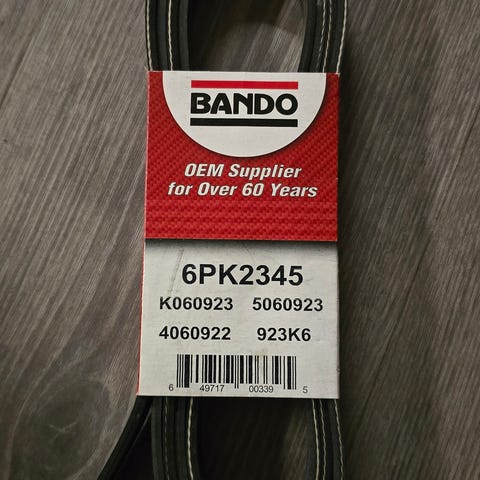 BANDO
OEM Supplier
for Over 60 Years
6PK2345
K060923 5060923
4060922 923K6
6 49717 00339 5